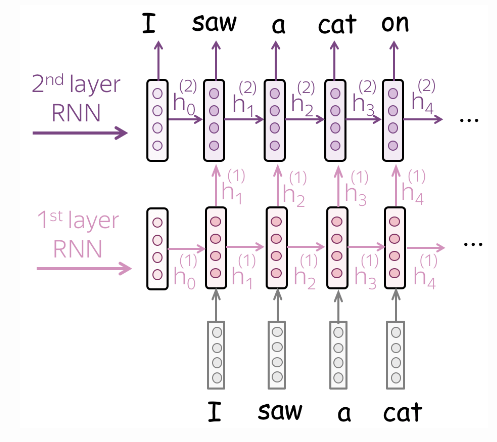 I saw a cat on
2nd layer
RNN
h0(2) h1(2) h2(2) h3(2) h4(2) ...
h1(1) h2(1) h3(1) h4(1)
1st layer
RNN
h0(1) h1(1) h2(1) h3(1) h4(1) ...
I saw a cat